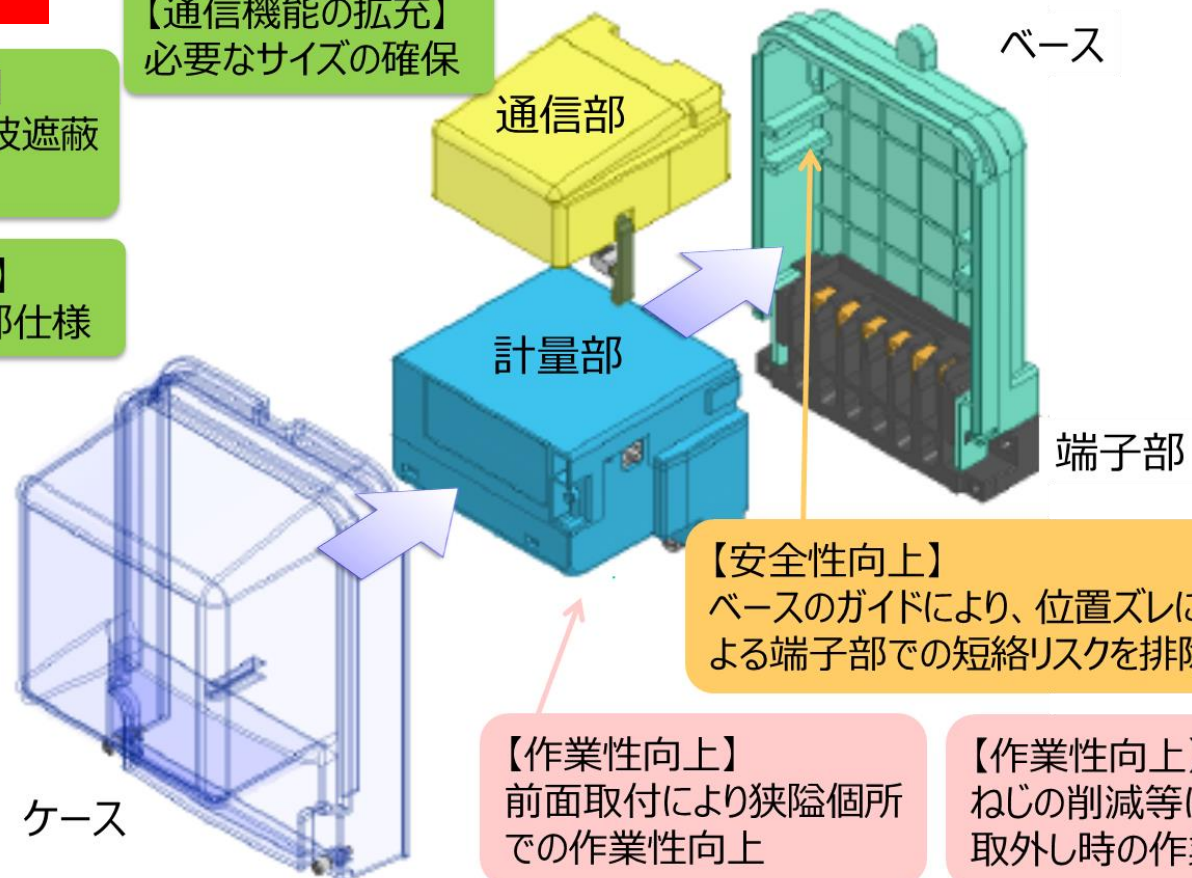 【通信機能の拡充】
必要なサイズの確保
】
波遮蔽
】
部仕様
通信部
ベース
計量部
端子部
【安全性向上】
ベースのガイドにより、位置ズレに
よる端子部での短絡リスクを排除
【作業性向上】
前面取付により狭隘個所
での作業性向上
【作業性向上】
ねじの削減等に
取外し時の作業
ケース